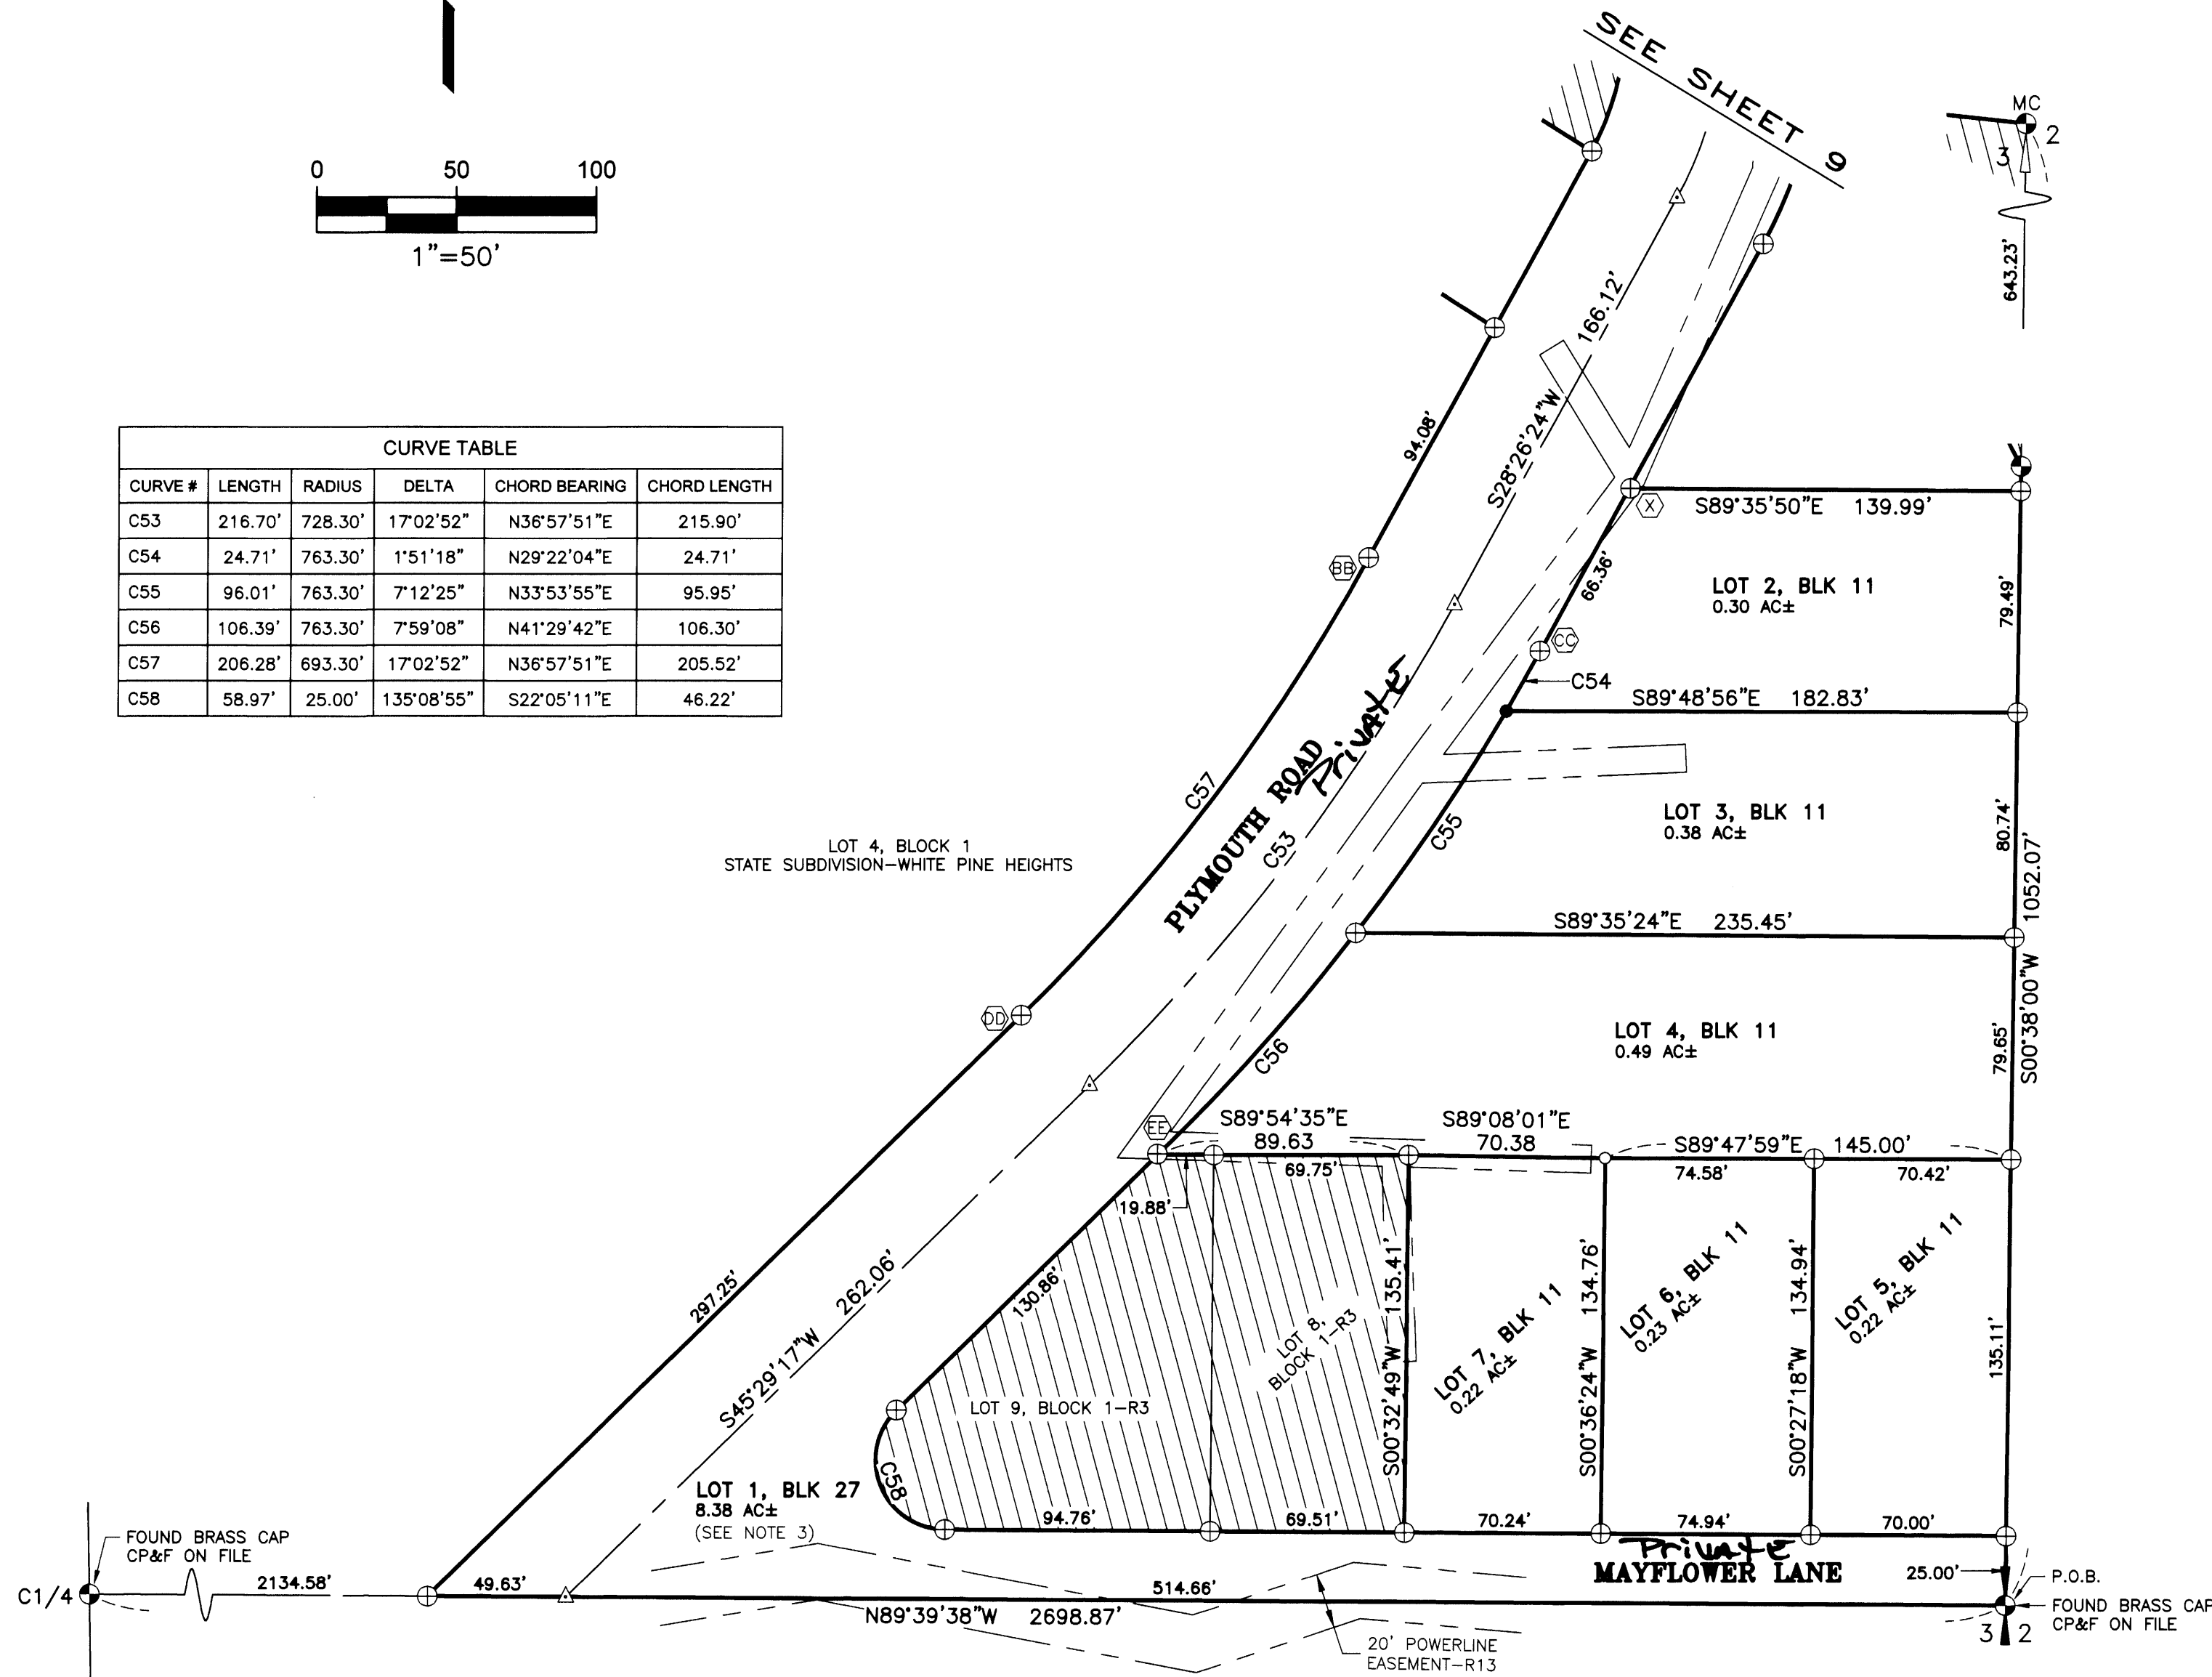 SEE SHEET 9
MC
3 2
643.23'
0 50 100
1"=50'
CURVE TABLE
CURVE # LENGTH RADIUS DELTA CHORD BEARING CHORD LENGTH
C53 216.70' 728.30' 17°02'52" N36°57'51"E 215.90'
C54 24.71' 763.30' 1°51'18" N29°22'04"E 24.71'
C55 96.01' 763.30' 7°12'25" N33°53'55"E 95.95'
C56 106.39' 763.30' 7°59'08" N41°29'42"E 106.30'
C57 206.28' 693.30' 17°02'52" N36°57'51"E 205.52'
C58 58.97' 25.00' 135°08'55" S22°05'11"E 46.22'
S28°26'24"W 166.12'
94.08'
BB
X
S89°35'50"E 139.99'
66.36'
LOT 2, BLK 11
0.30 AC±
79.49'
CC
C54
S89°48'56"E 182.83'
C57
PLYMOUTH ROAD
Private
C53
C55
LOT 3, BLK 11
0.38 AC±
80.74'
S00°38'00"W 1052.07'
LOT 4, BLOCK 1
STATE SUBDIVISION-WHITE PINE HEIGHTS
S89°35'24"E 235.45'
DD
C56
LOT 4, BLK 11
0.49 AC±
79.65'
EE
S89°54'35"E
89.63
S89°08'01"E
70.38
S89°47'59"E 145.00'
69.75'
74.58'
70.42'
19.88'
297.25'
S45°29'17"W 262.06'
130.86'
LOT 9, BLOCK 1-R3
LOT 8,
BLOCK 1-R3
S00°32'49"W 135.41'
LOT 7, BLK 11
0.22 AC±
S00°36'24"W 134.76'
LOT 6, BLK 11
0.23 AC±
S00°27'18"W 134.94'
LOT 5, BLK 11
0.22 AC±
135.11'
C58
LOT 1, BLK 27
8.38 AC±
(SEE NOTE 3)
94.76'
69.51'
70.24'
74.94'
70.00'
Private
MAYFLOWER LANE
25.00'
P.O.B.
FOUND BRASS CAP
CP&F ON FILE
C1/4
2134.58'
49.63'
514.66'
N89°39'38"W 2698.87'
20' POWERLINE
EASEMENT-R13
FOUND BRASS CAP
CP&F ON FILE
3 2